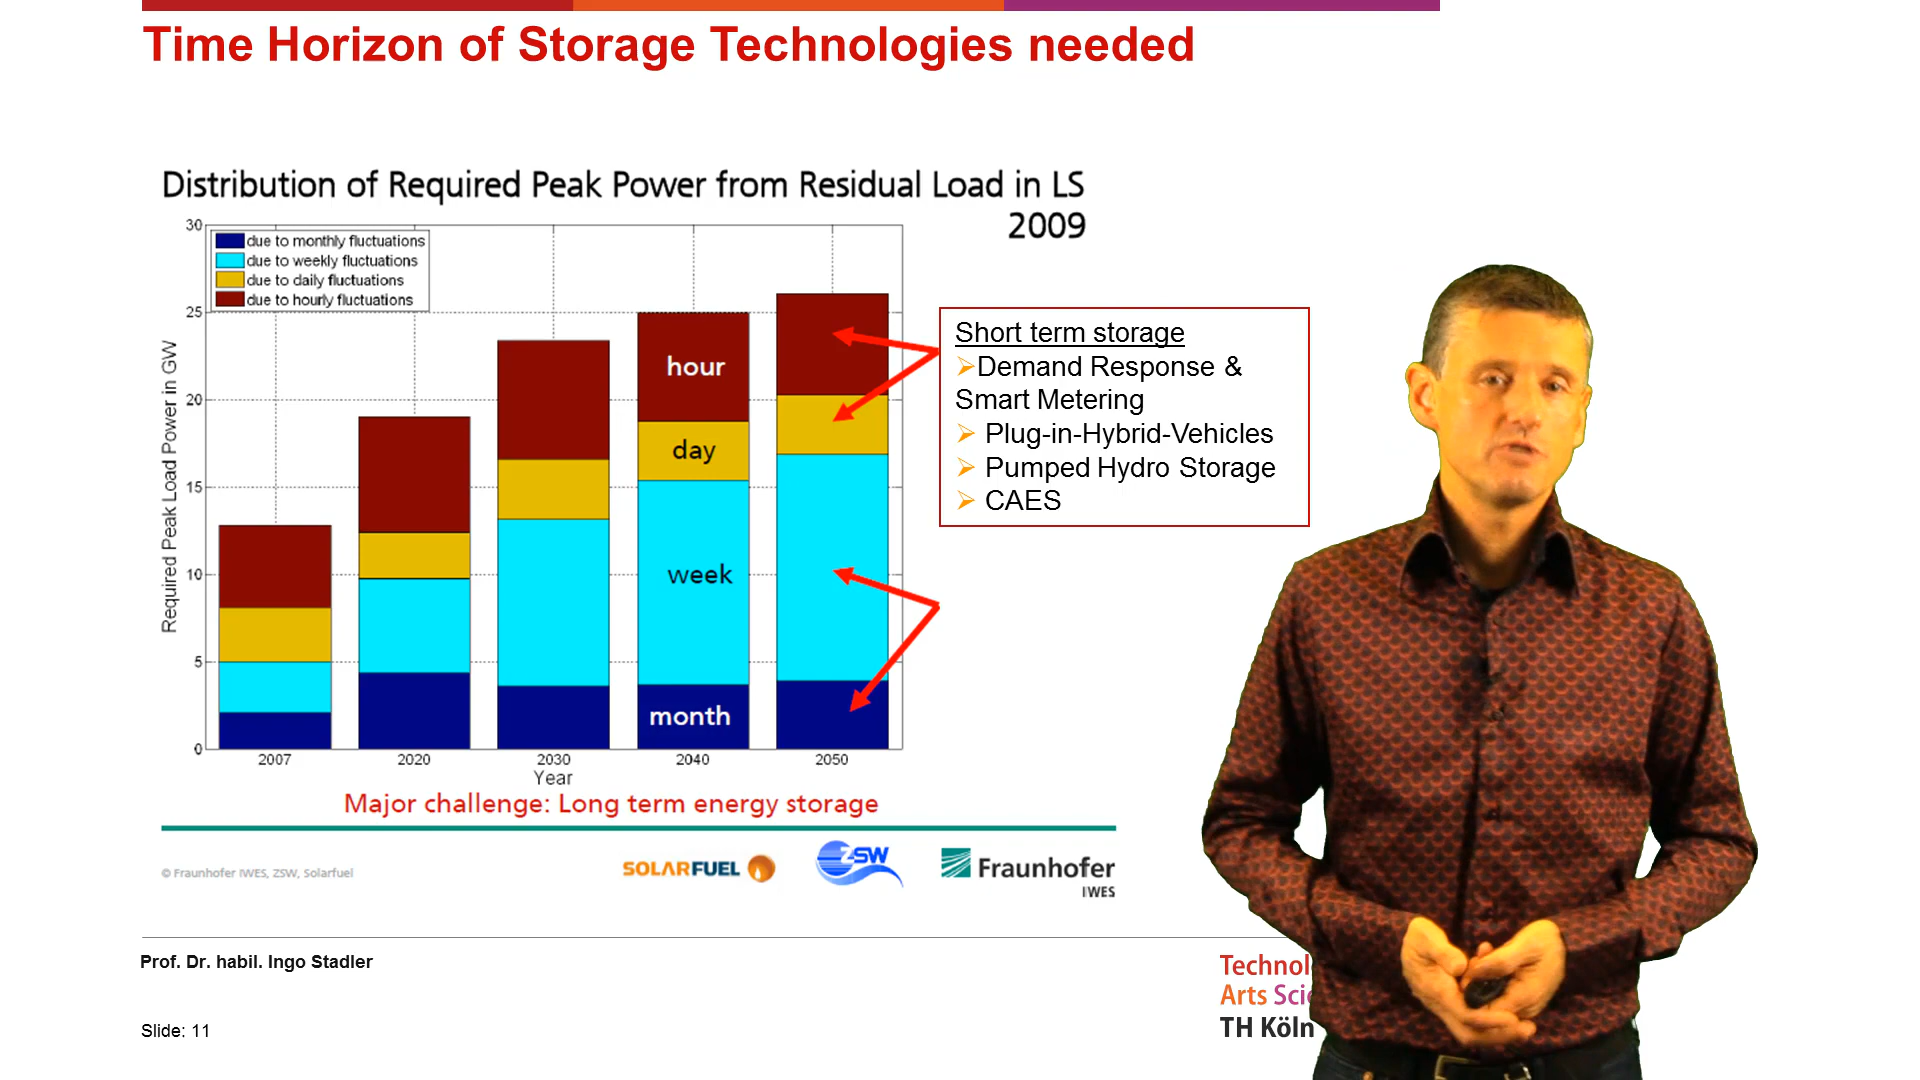 Time Horizon of Storage Technologies needed
Distribution of Required Peak Power from Residual Load in LS
2009
Required Peak Load Power in GW
30
25
20
15
10
5
0
due to monthly fluctuations
due to weekly fluctuations
due to daily fluctuations
due to hourly fluctuations
hour
day
week
month
2007
2020
2030
2040
2050
Year
Short term storage
➢Demand Response &
Smart Metering
➢ Plug-in-Hybrid-Vehicles
➢ Pumped Hydro Storage
➢ CAES
Major challenge: Long term energy storage
© Fraunhofer IWES, ZSW, Solarfuel
SOLARFUEL
ZSW
Fraunhofer
IWES
Prof. Dr. habil. Ingo Stadler
Slide: 11
Technol
Arts Sci
TH Köln